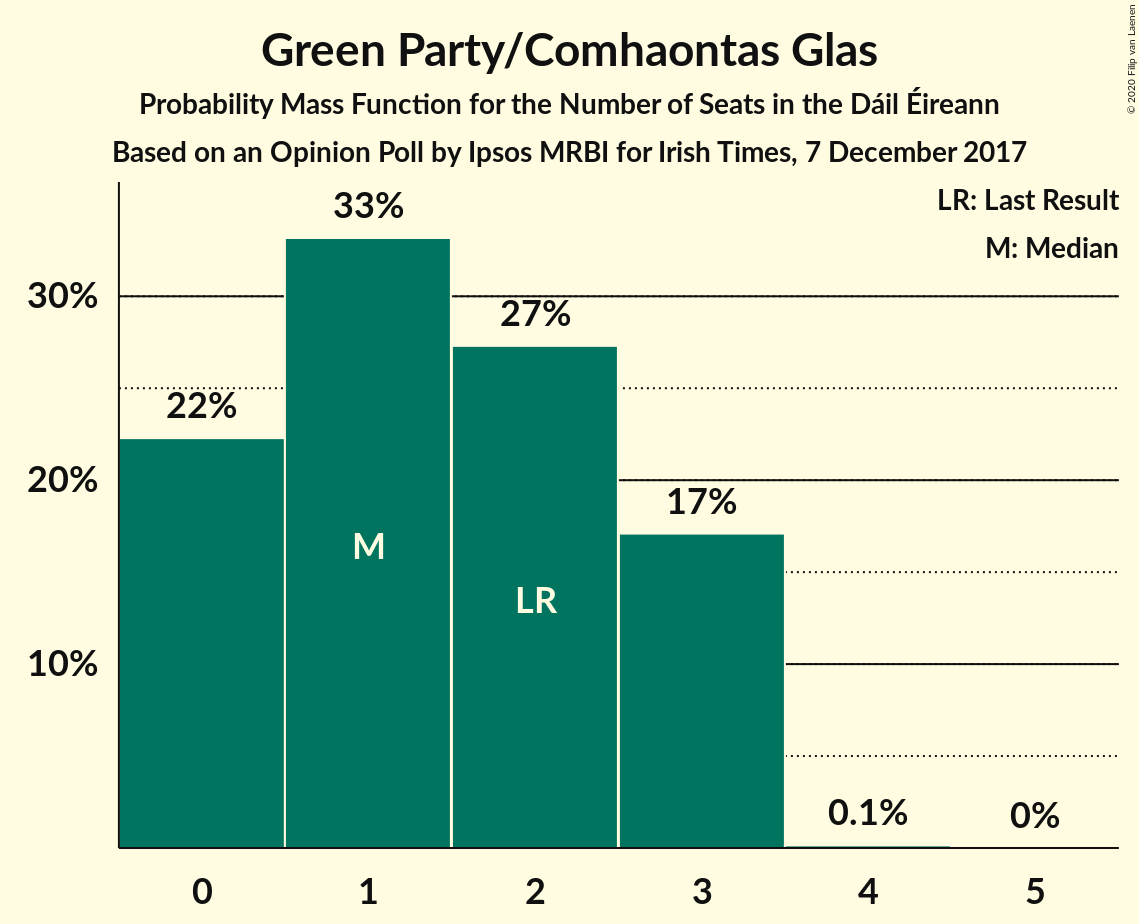 Green Party/Comhaontas Glas
Probability Mass Function for the Number of Seats in the Dáil Éireann
Based on an Opinion Poll by Ipsos MRBI for Irish Times, 7 December 2017
© 2020 Filip van Laenen
LR: Last Result
M: Median
33%
30%
27%
22%
20%
17%
M
LR
10%
0.1%
0%
0 1 2 3 4 5